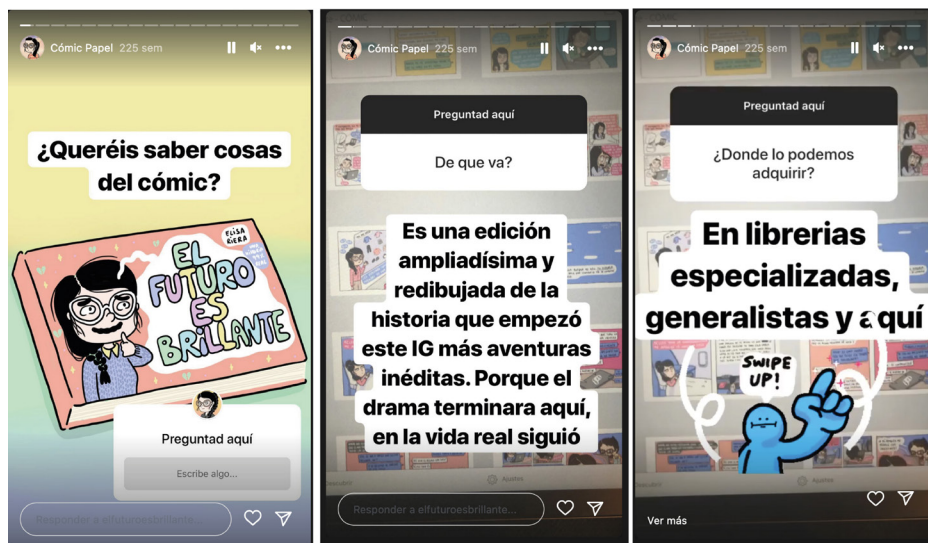 Cómic Papel 225 sem
¿Queréis saber cosas
del cómic?
ELISA
RIERA
EL
FUTURO
ES
BRILLANTE
Preguntad aquí
Escribe algo...
Responder a elfuturoesbrillante...
Cómic Papel 225 sem
Preguntad aquí
De que va?
Es una edición
ampliadísima y
redibujada de la
historia que empezó
este IG más aventuras
inéditas. Porque el
drama terminara aquí,
en la vida real siguió
Ajustes
Responder a elfuturoesbrillante...
Cómic Papel 225 sem
Preguntad aquí
¿Donde lo podemos
adquirir?
En librerias
especializadas,
generalistas y aquí
SWIPE
UP!
Ajustes
Ver más